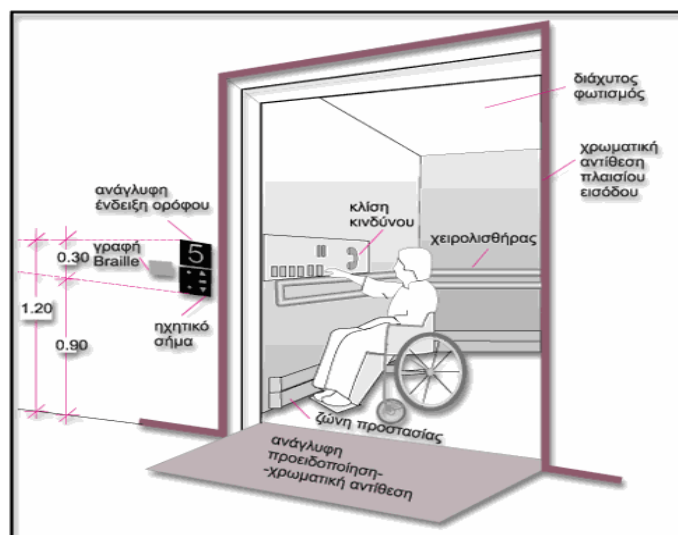 διάχυτος
φωτισμός
χρωματική
αντίθεση
πλαισίου
εισόδου
ανάγλυφη
ένδειξη ορόφου
κλίση
κινδύνου
χειρολισθήρας
γραφή
Braille
5
0.30
1.20
0.90
ηχητικό
σήμα
ζώνη προστασίας
ανάγλυφη
προειδοποίηση-
-χρωματική αντίθεση